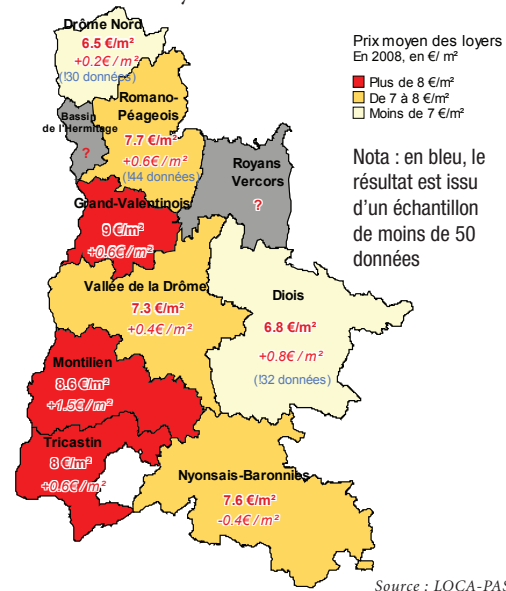 Drôme Nord
6.5 €/m²
+0.2€ / m²
(!30 données)
Prix moyen des loyers
En 2008, en €/ m²
Plus de 8 €/m²
De 7 à 8€/m²
Moins de 7€/m²
Nota : en bleu, le
résultat est issu
d'un échantillon
de moins de 50
données
Romano-
Péageois
7.7 €/m²
+0.6€ / m²
(!44 données)
Bassin
de l'Hermitage
?
Royans
Vercors
?
Grand-Valentinois
9 €/m²
+0.6€/ m²
Vallée de la Drôme
7.3 €/m²
+0.4€/ m²
Diois
6.8 €/m²
+0.8€ / m²
(!32 données)
Montilien
8.6 €/m²
+1.5€/ m²
Tricastin
8 €/m²
+0.6€/ m²
Nyonsais-Baronnies
7.6 €/m²
-0.4€/ m²
Source : LOCA-PAS